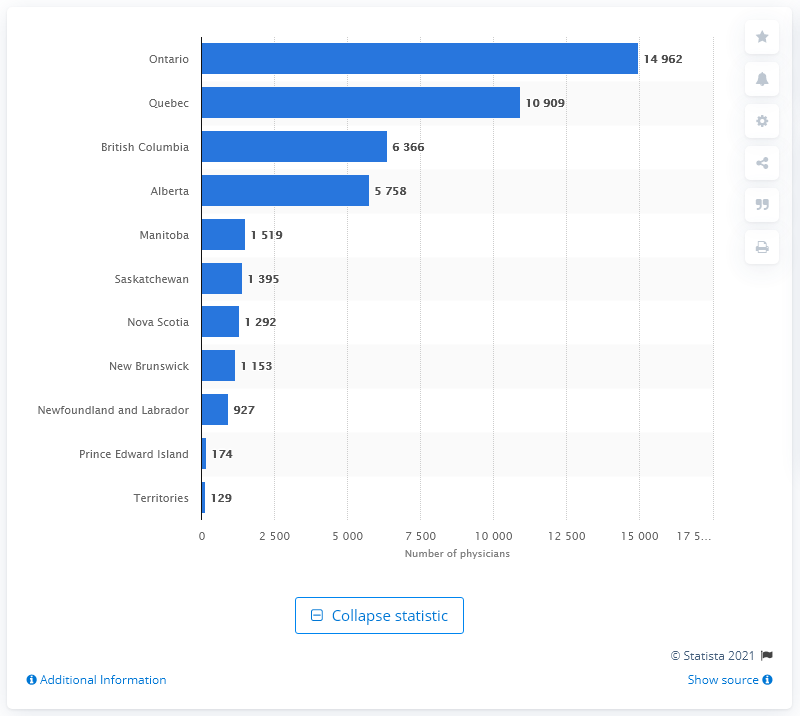 Ontario 14 962
Quebec 10 909
British Columbia 6 366
Alberta 5 758
Manitoba 1 519
Saskatchewan 1 395
Nova Scotia 1 292
New Brunswick 1 153
Newfoundland and Labrador 927
Prince Edward Island 174
Territories 129
0 2 500 5 000 7 500 10 000 12 500 15 000 17 5...
Number of physicians
Collapse statistic
© Statista 2021
Additional Information Show source